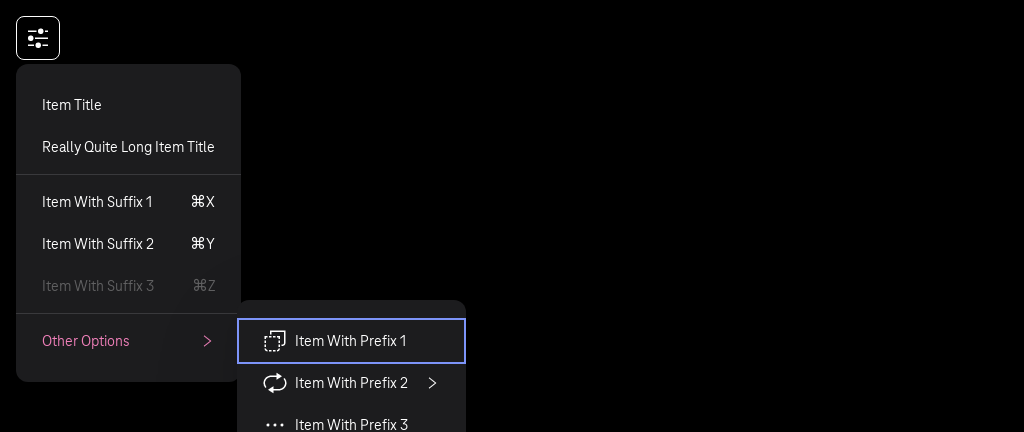 Item Title
Really Quite Long Item Title
Item With Suffix 1 ⌘X
Item With Suffix 2 ⌘Y
Item With Suffix 3 ⌘Z
Other Options
Item With Prefix 1
Item With Prefix 2
Item With Prefix 3